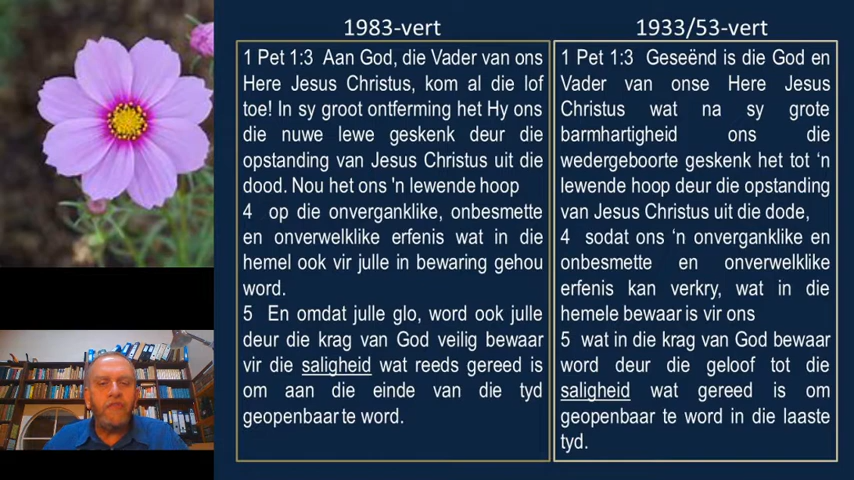 1983-vert
1 Pet 1:3 Aan God, die Vader van ons
Here Jesus Christus, kom al die lof
toe! In sy groot ontferming het Hy ons
die nuwe lewe geskenk deur die
opstanding van Jesus Christus uit die
dood. Nou het ons 'n lewende hoop
4 op die onverganklike, onbesmette
en onverwelklike erfenis wat in die
hemel ook vir julle in bewaring gehou
word.
5 En omdat julle glo, word ook julle
deur die krag van God veilig bewaar
vir die saligheid wat reeds gereed is
om aan die einde van die tyd
geopenbaar te word.
1933/53-vert
1 Pet 1:3 Geseënd is die God en
Vader van onse Here Jesus
Christus wat na sy grote
barmhartigheid ons die
wedergeboorte geskenk het tot ‘n
lewende hoop deur die opstanding
van Jesus Christus uit die dode,
4 sodat ons ‘n onverganklike en
onbesmette en onverwelklike
erfenis kan verkry, wat in die
hemele bewaar is vir ons
5 wat in die krag van God bewaar
word deur die geloof tot die
saligheid wat gereed is om
geopenbaar te word in die laaste
tyd.